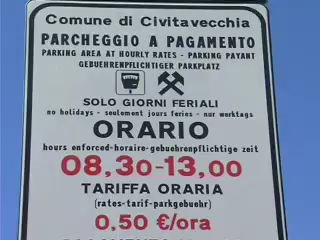 Comune di Civitavecchia
PARCHEGGIO A PAGAMENTO
PARKING AREA AT HOURLY RATES - PARKING PAYANT
GEBUEHRENPFLICHTIGER PARKPLATZ
SOLO GIORNI FERIALI
no holidays - seulement jours feries - nur werktags
ORARIO
hours enforced-horaire-gebuehrenpflichtige zeit
08,30-13,00
TARIFFA ORARIA
(rates-tarif-parkgebuehr)
0,50 €/ora